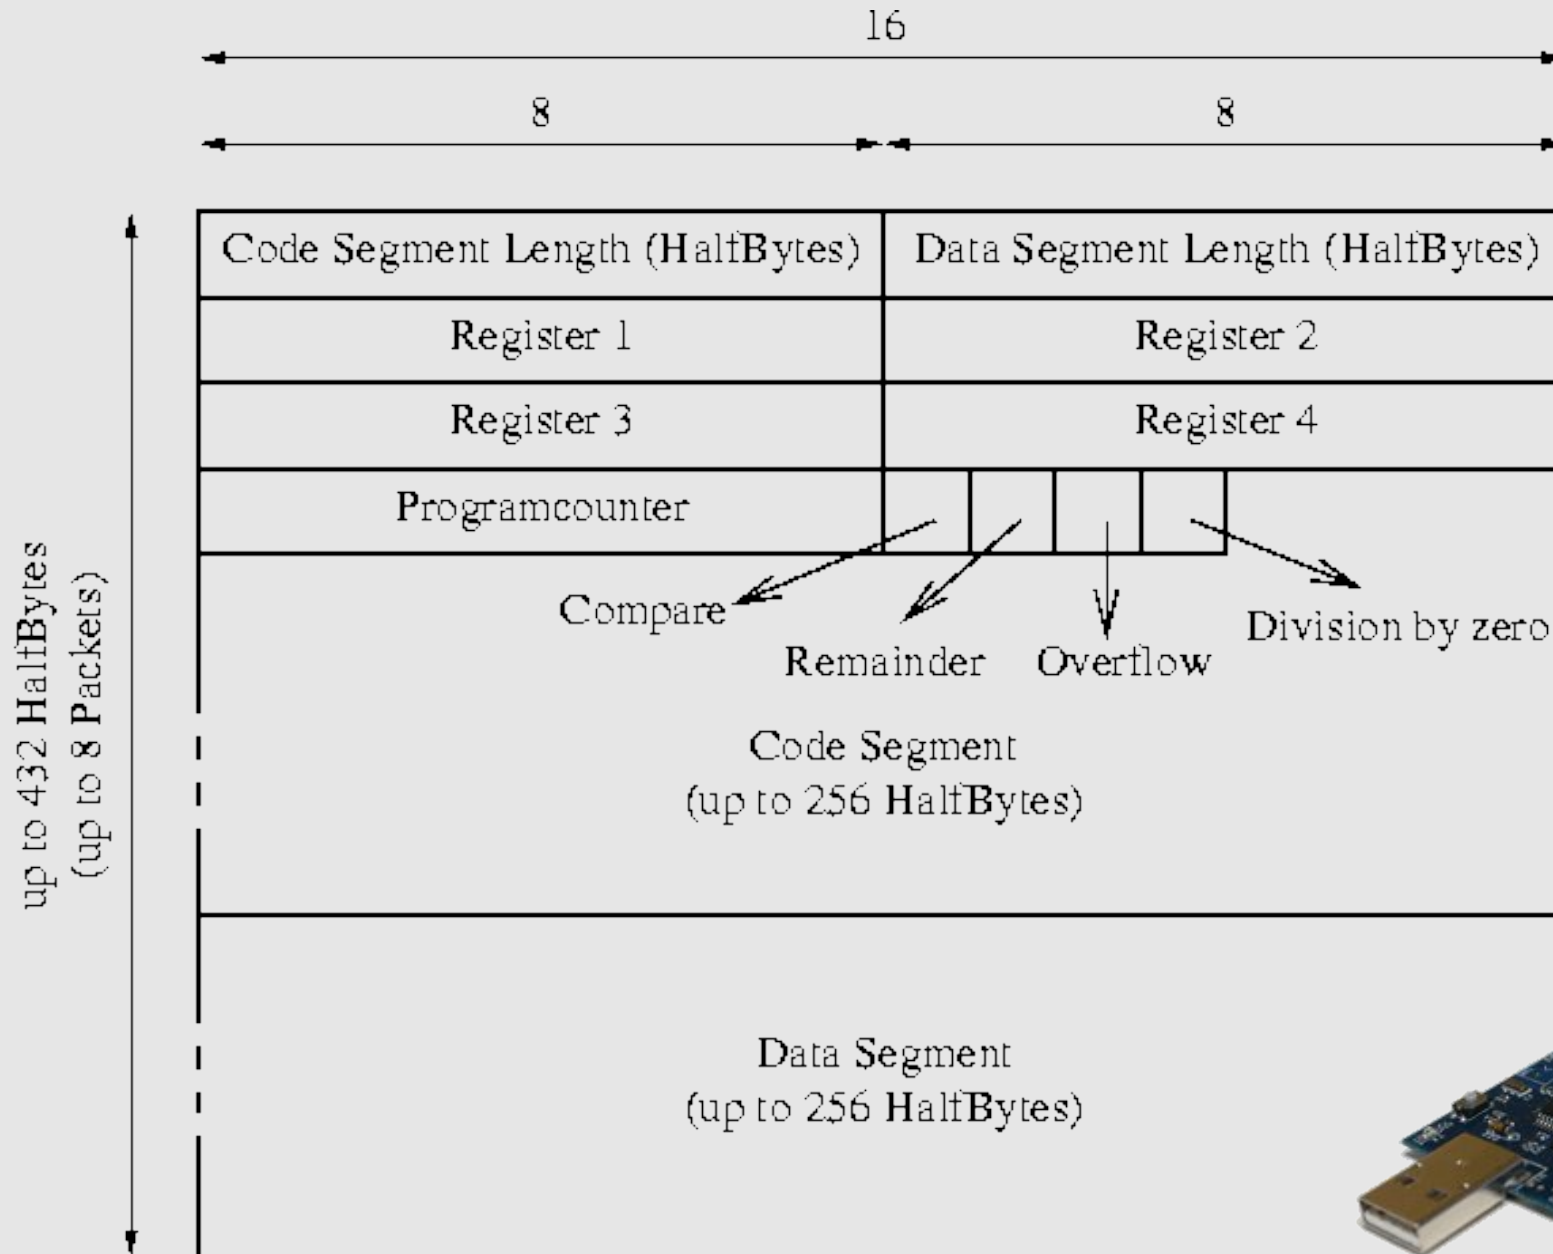 16
8
8
Code Segment Length (HalfBytes)
Data Segment Length (HalfBytes)
Register 1
Register 2
Register 3
Register 4
Programcounter
Compare
Remainder
Overflow
Division by zero
up to 432 HalfBytes
(up to 8 Packets)
Code Segment
(up to 256 HalfBytes)
Data Segment
(up to 256 HalfBytes)